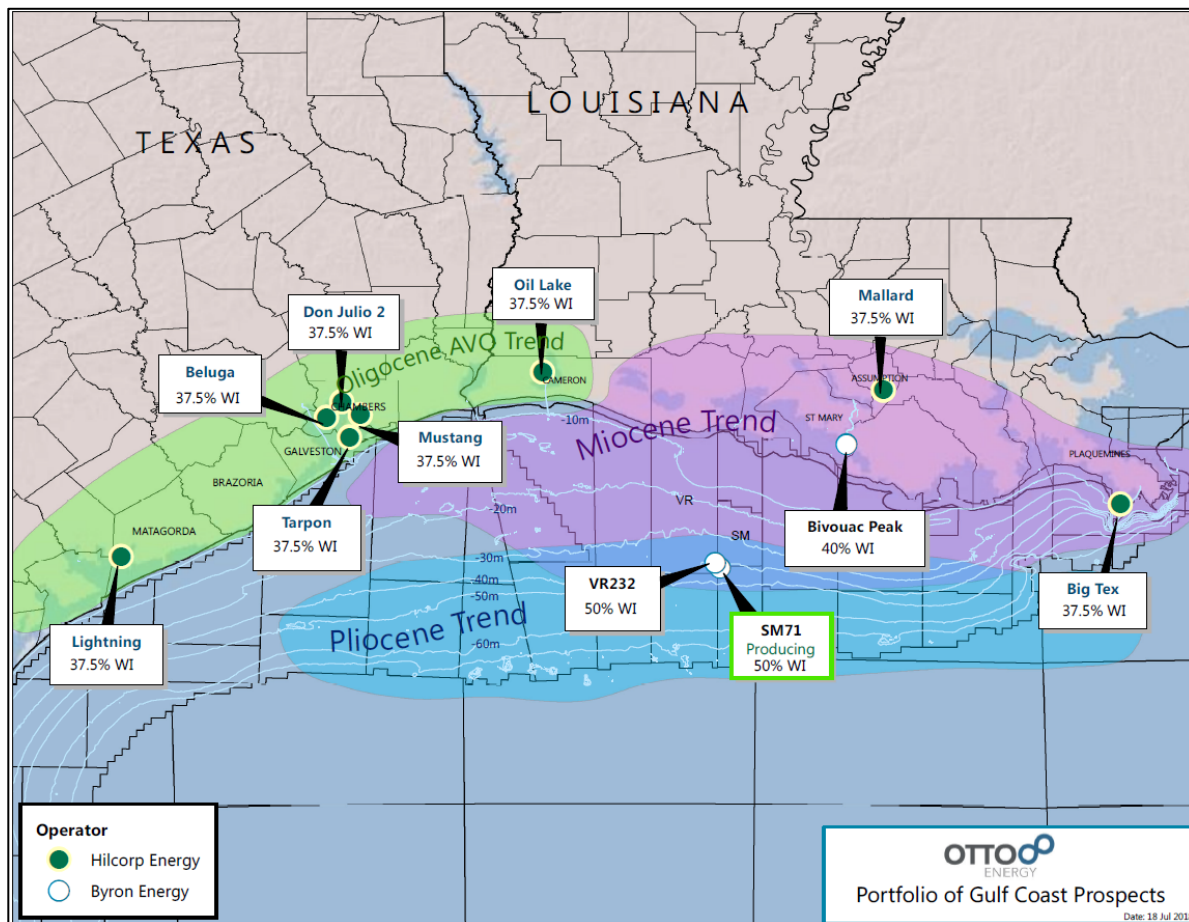 LOUISIANA
TEXAS
Oil Lake
37.5% WI
Mallard
37.5% WI
Don Julio 2
37.5% WI
Beluga
37.5% WI
Oligocene AVO Trend
CAMERON
ASSUMPTION
CHAMBERS
-10m
ST MARY
Mustang
37.5% WI
Miocene Trend
GALVESTON
PLAQUEMINES
BRAZORIA
VR
Tarpon
37.5% WI
-20m
MATAGORDA
SM
Bivouac Peak
40% WI
-30m
-40m
-50m
-60m
VR232
50% WI
Big Tex
37.5% WI
Pliocene Trend
SM71
Producing
50% WI
Lightning
37.5% WI
Operator
Hilcorp Energy
Byron Energy
OTTO
ENERGY
Portfolio of Gulf Coast Prospects
Date: 18 Jul 201